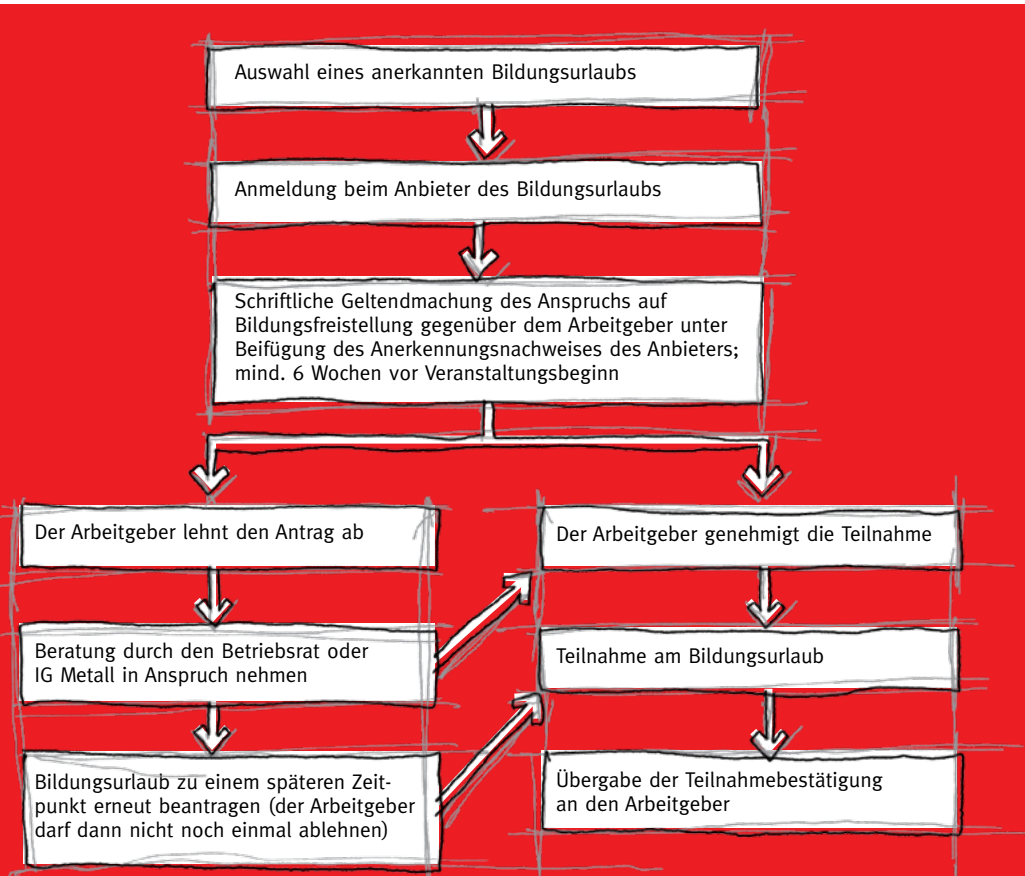 Auswahl eines anerkannten Bildungsurlaubs
Anmeldung beim Anbieter des Bildungsurlaubs
Schriftliche Geltendmachung des Anspruchs auf
Bildungsfreistellung gegenüber dem Arbeitgeber unter
Beifügung des Anerkennungsnachweises des Anbieters;
mind. 6 Wochen vor Veranstaltungsbeginn
Der Arbeitgeber lehnt den Antrag ab
Beratung durch den Betriebsrat oder
IG Metall in Anspruch nehmen
Bildungsurlaub zu einem späteren Zeit-
punkt erneut beantragen (der Arbeitgeber
darf dann nicht noch einmal ablehnen)
Der Arbeitgeber genehmigt die Teilnahme
Teilnahme am Bildungsurlaub
Übergabe der Teilnahmebestätigung
an den Arbeitgeber